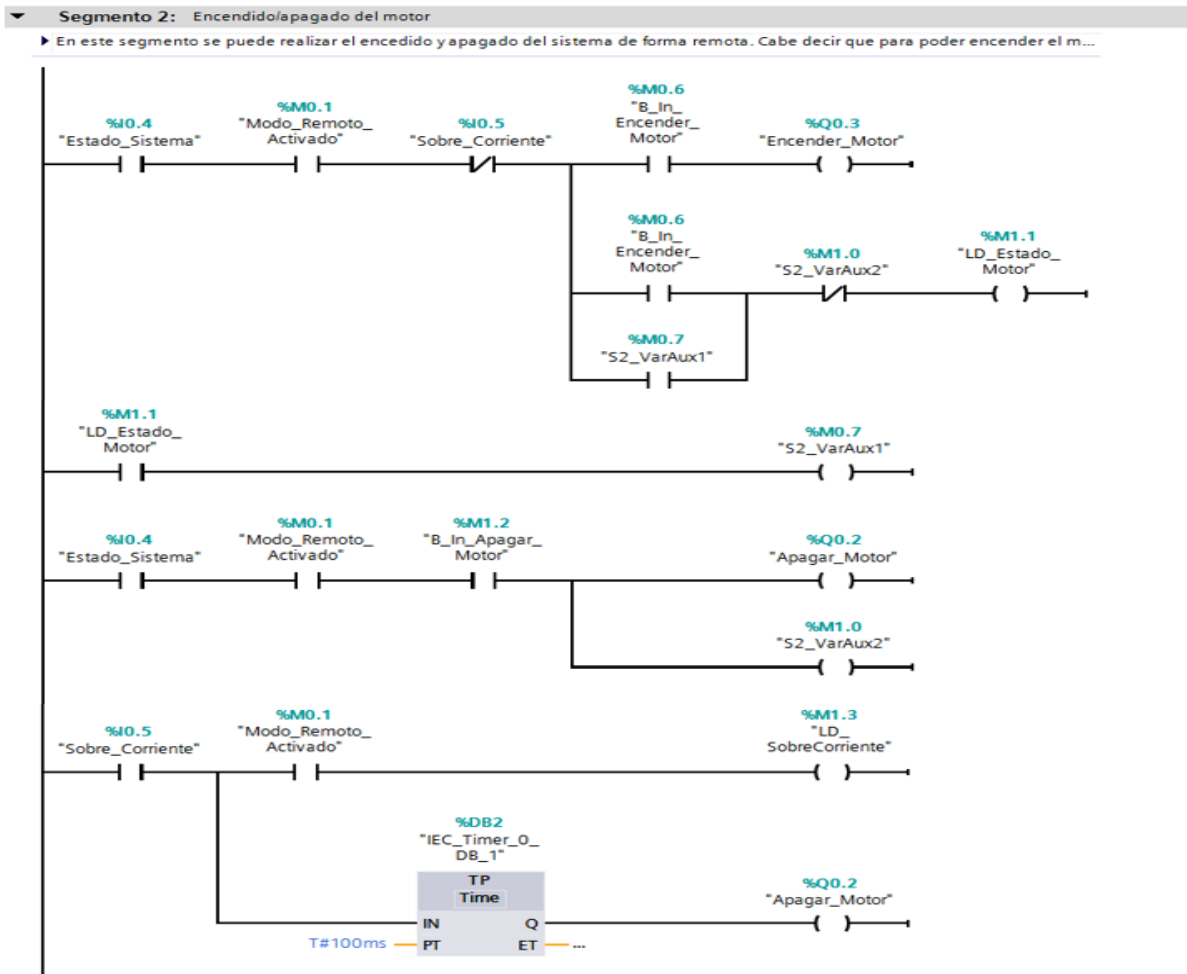 Segmento 2: Encendido/apagado del motor
En este segmento se puede realizar el encedido y apagado del sistema de forma remota. Cabe decir que para poder encender el m...
%I0.4
"Estado_Sistema"
%M0.1
"Modo_Remoto_
Activado"
%I0.5
"Sobre_Corriente"
%M0.6
"B_In_
Encender_
Motor"
%Q0.3
"Encender_Motor"
%M0.6
"B_In_
Encender_
Motor"
%M1.0
"S2_VarAux2"
%M1.1
"LD_Estado_
Motor"
%M0.7
"S2_VarAux1"
%M1.1
"LD_Estado_
Motor"
%M0.7
"S2_VarAux1"
%I0.4
"Estado_Sistema"
%M0.1
"Modo_Remoto_
Activado"
%M1.2
"B_In_Apagar_
Motor"
%Q0.2
"Apagar_Motor"
%M1.0
"S2_VarAux2"
%I0.5
"Sobre_Corriente"
%M0.1
"Modo_Remoto_
Activado"
%M1.3
"LD_
SobreCorriente"
%DB2
"IEC_Timer_0_
DB_1"
TP
Time
IN Q
T#100ms PT ET ...
%Q0.2
"Apagar_Motor"